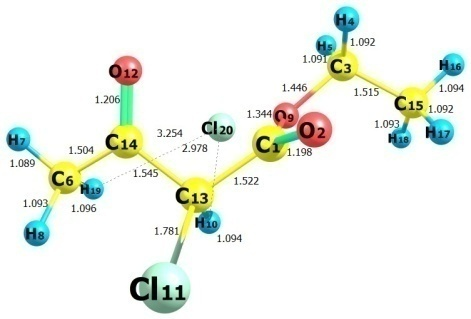 H4
H5
1.092
1.091
C3
H16
O12
1.446
1.515
1.094
1.206
1.344
O9
O2
C15
1.092
H7
3.254
Cl20
1.093
H17
H18
1.504
C14
2.978
C1
1.198
1.089
C6
H19
1.545
1.522
1.093
1.096
C13
H10
H8
1.781
1.094
Cl11